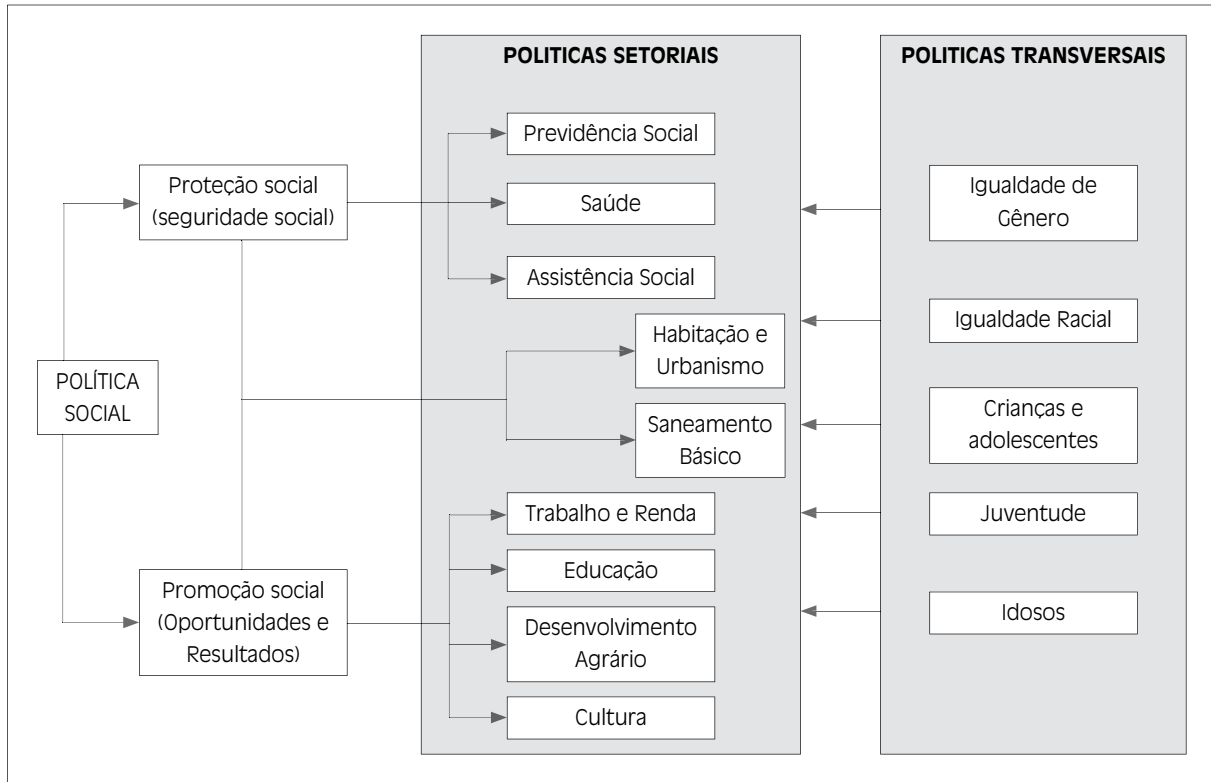 POLITICAS SETORIAIS
POLITICAS TRANSVERSAIS
POLÍTICA
SOCIAL
Proteção social
(seguridade social)
Promoção social
(Oportunidades e
Resultados)
Previdência Social
Saúde
Assistência Social
Habitação e
Urbanismo
Saneamento
Básico
Trabalho e Renda
Educação
Desenvolvimento
Agrário
Cultura
Igualdade de
Gênero
Igualdade Racial
Crianças e
adolescentes
Juventude
Idosos